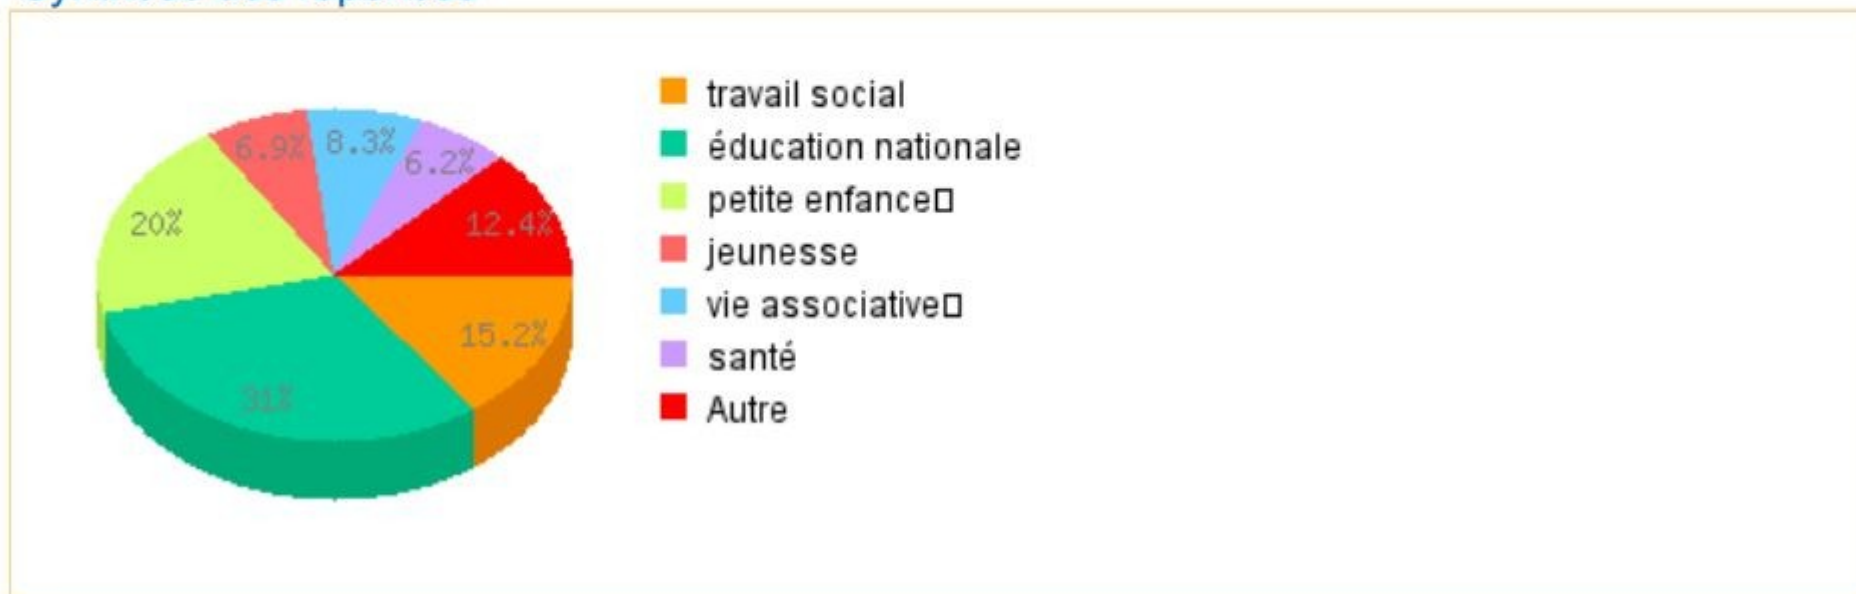 travail social
éducation nationale
petite enfance□
jeunesse
vie associative□
santé
Autre
6.9%
8.3%
6.2%
20%
12.4%
15.2%
31%